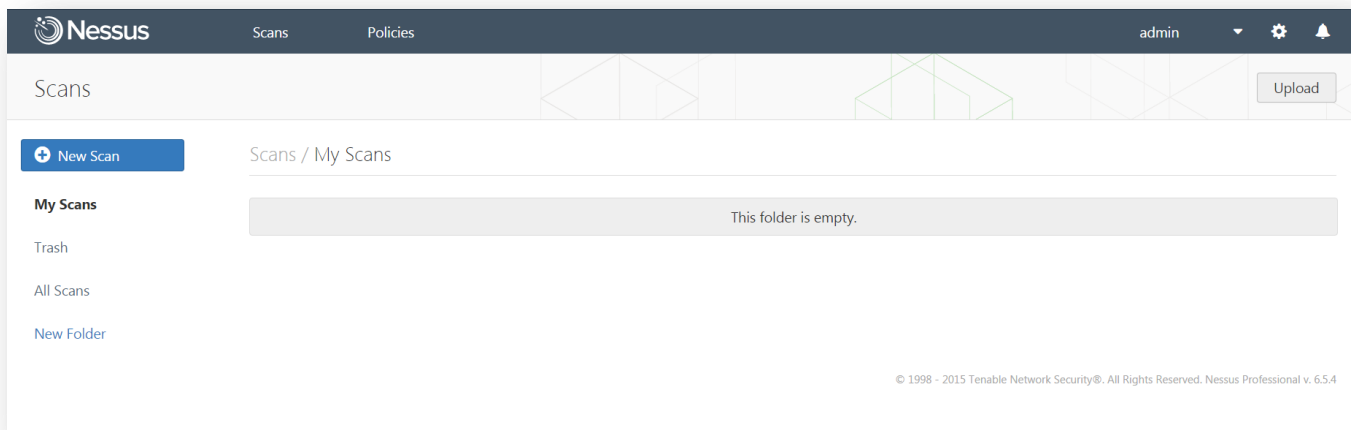 Nessus Scans Policies admin
Scans Upload
New Scan
Scans / My Scans
My Scans
This folder is empty.
Trash
All Scans
New Folder
© 1998 - 2015 Tenable Network Security®. All Rights Reserved. Nessus Professional v. 6.5.4